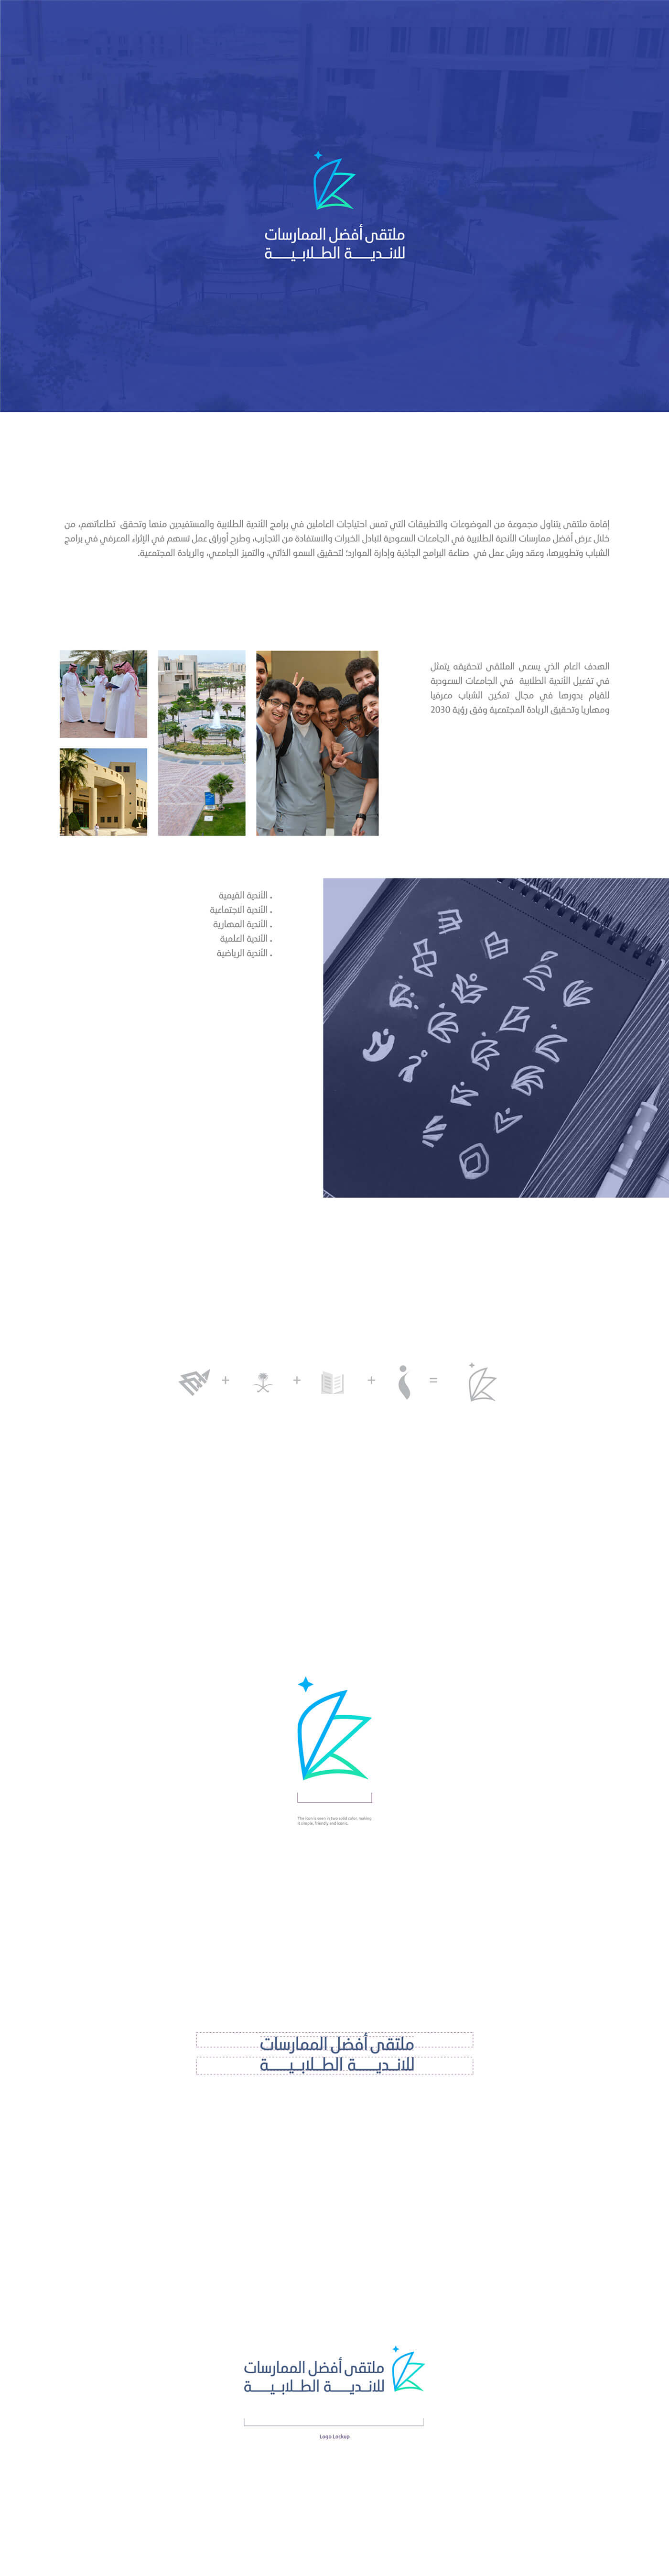 ملتقى أفضل الممارسات
للانديــة الطـلابـيـــة
إقامة ملتقى يتناول مجموعة من الموضوعات والتطبيقات التي تمس احتياجات العاملين في برامج الأندية الطلابية والمستفيدين منها وتحقق تطلعاتهم، من
خلال عرض أفضل ممارسات الأندية الطلابية في الجامعات السعودية لتبادل الخبرات والاستفادة من التجارب، وطرح أوراق عمل تسهم في الإثراء المعرفي في برامج
الشباب وتطويرها، وعقد ورش عمل في صناعة البرامج الجاذبة وإدارة الموارد؛ لتحقيق السمو الذاتي، والتميز الجامعي، والريادة المجتمعية.
الهدف العام الذي يسعى الملتقى لتحقيقه يتمثل
في تفعيل الأندية الطلابية في الجامعات السعودية
للقيام بدورها في مجال تمكين الشباب معرفيا
ومهاريا وتحقيق الريادة المجتمعية وفق رؤية 2030
. الأندية القيمية
. الأندية الاجتماعية
. الأندية المهارية
. الأندية العلمية
. الأندية الرياضية
+ + + =
The icon is seen in two solid color, making
it simple, friendly and iconic.
ملتقى أفضل الممارسات
للانديــة الطـلابـيـــة
ملتقى أفضل الممارسات
للانديــة الطـلابـيـــة
Logo Lockup